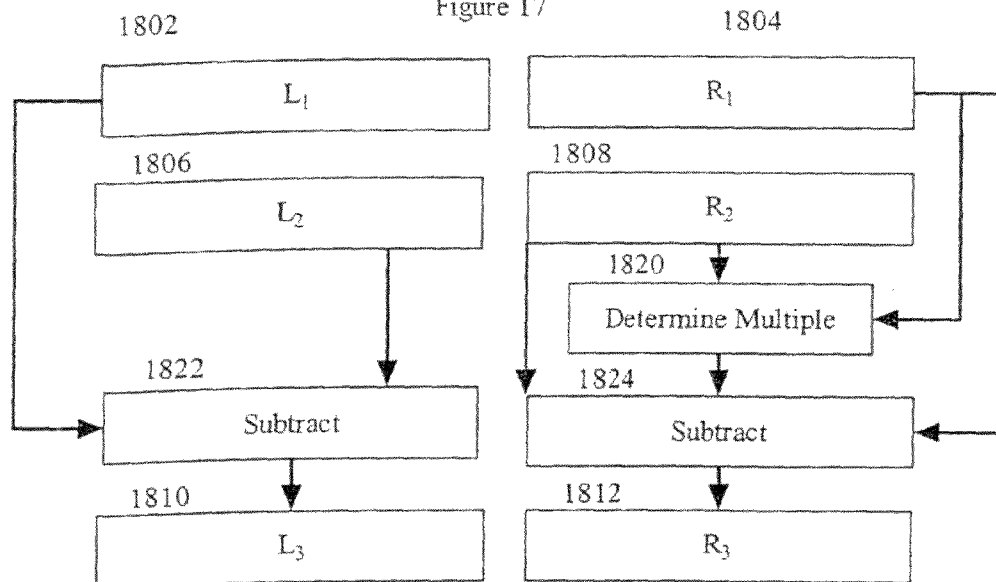 Figure 17
1802
1804
L₁
R₁
1806
1808
L₂
R₂
1820
Determine Multiple
1822
1824
Subtract
Subtract
1810
1812
L₃
R₃